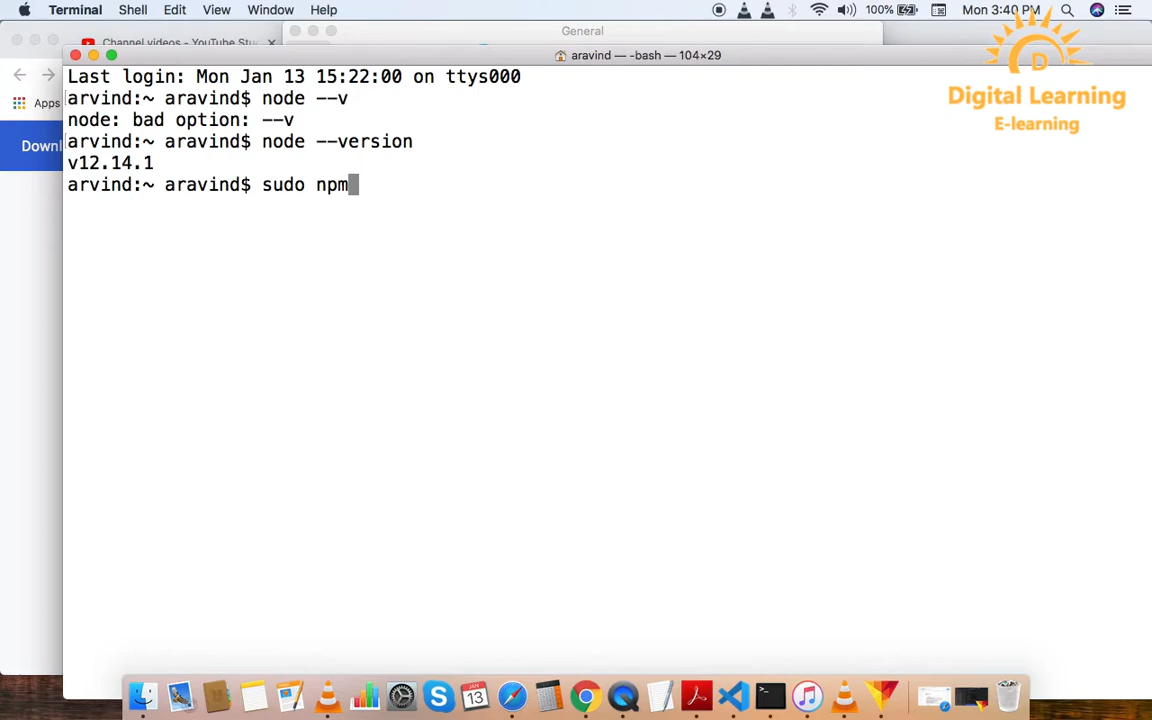 Terminal Shell Edit View Window Help 100% Mon 3:40 PM
Channel videos - YouTube Stu
General
aravind — -bash — 104×29
Last login: Mon Jan 13 15:22:00 on ttys000
Apps
arvind:~ aravind$ node --v
node: bad option: --v
Downl
arvind:~ aravind$ node --version
v12.14.1
arvind:~ aravind$ sudo npm
D
Digital Learning
E-learning
13